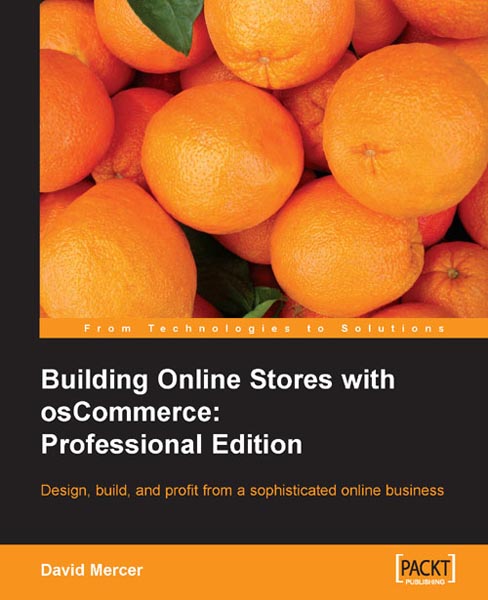 From Technologies to Solutions
Building Online Stores with
osCommerce:
Professional Edition
Design, build, and profit from a sophisticated online business
David Mercer
[PACKT]
PUBLISHING